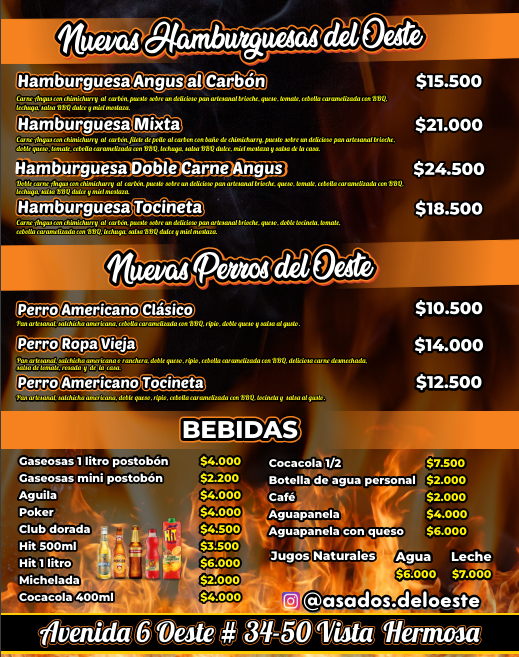 Nuevas Hamburguesas del Oeste
Hamburguesa Angus al Carbón $15.500
Carne Angus con chimichurry al carbón, puesto sobre un delicioso pan artesanal brioche, queso, tomate, cebolla caramelizada con BBQ,
lechuga, salsa BBQ dulce y miel mostaza.
Hamburguesa Mixta $21.000
Carne Angus con chimichurry al carbón, filete de pollo al carbon con baño de chimichurry, puesto sobre un delicioso pan artesanal brioche,
doble queso, tomate, cebolla caramelizada con BBQ, lechuga, salsa BBQ dulce, miel mostaza y salsa de la casa.
Hamburguesa Doble Carne Angus $24.500
Doble carne Angus con chimichurry al carbón, puesto sobre un delicioso pan artesanal brioche, queso, tomate, cebolla caramelizada con BBQ,
lechuga, salsa BBQ dulce y miel mostaza.
Hamburguesa Tocineta $18.500
Carne Angus con chimichurry al carbón, puesto sobre un delicioso pan artesanal brioche, queso, doble tocineta, tomate,
cebolla caramelizada con BBQ, lechuga, salsa BBQ dulce y miel mostaza.
Nuevas Perros del Oeste
Perro Americano Clásico $10.500
Pan artesanal, salchicha americana, cebolla caramelizada con BBQ, ripio, doble queso y salsa al gusto.
Perro Ropa Vieja $14.000
Pan artesanal, salchicha americana o ranchera, doble queso, ripio, cebolla caramelizada con BBQ, deliciosa carne desmechada,
salsa de tomate, rosada y de la casa.
Perro Americano Tocineta $12.500
Pan artesanal, salchicha americana, doble queso, ripio, cebolla caramelizada con BBQ, tocineta y salsa al gusto.
BEBIDAS
Gaseosas 1 litro postobón $4.000
Gaseosas mini postobón $2.200
Aguila $4.000
Poker $4.000
Club dorada $4.500
Hit 500ml $3.500
Hit 1 litro $6.000
Michelada $2.000
Cocacola 400ml $4.000
Cocacola 1/2 $7.500
Botella de agua personal $2.000
Café $2.000
Aguapanela $4.000
Aguapanela con queso $6.000
Jugos Naturales Agua Leche
$6.000 $7.000
Hit
@asados.deloeste
Avenida 6 Oeste # 34-50 Vista Hermosa